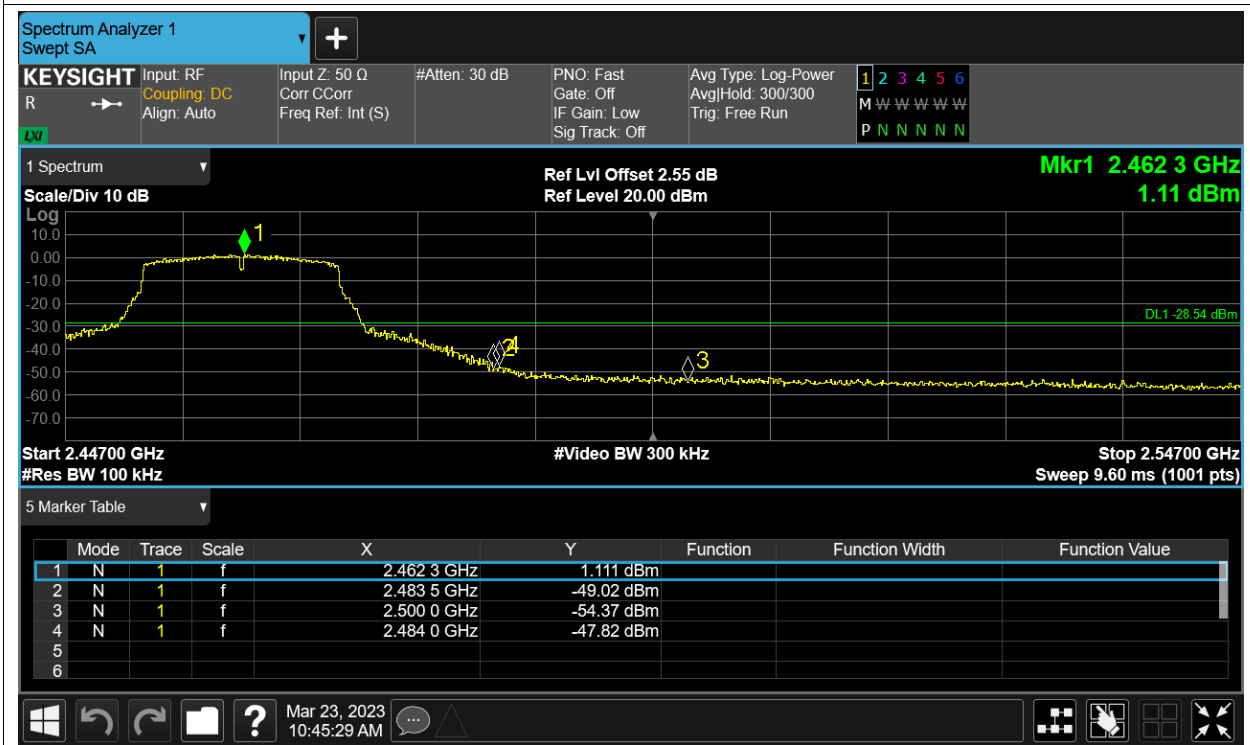 Spectrum Analyzer 1
Swept SA
+
KEYSIGHT
R
LXI
Input: RF
Coupling: DC
Align: Auto
Input Z: 50 Ω
Corr CCorr
Freq Ref: Int (S)
#Atten: 30 dB
PNO: Fast
Gate: Off
IF Gain: Low
Sig Track: Off
Avg Type: Log-Power
Avg|Hold: 300/300
Trig: Free Run
1 2 3 4 5 6
M W W W W W
P N N N N N
1 Spectrum
Scale/Div 10 dB
Ref Lvl Offset 2.55 dB
Ref Level 20.00 dBm
Mkr1 2.462 3 GHz
1.11 dBm
Log
10.0
0.00
-10.0
-20.0
-30.0
-40.0
-50.0
-60.0
-70.0
1
2 4
3
DL1 -28.54 dBm
Start 2.44700 GHz
#Res BW 100 kHz
#Video BW 300 kHz
Stop 2.54700 GHz
Sweep 9.60 ms (1001 pts)
5 Marker Table
Mode Trace Scale X Y Function Function Width Function Value
1 N 1 f 2.462 3 GHz 1.111 dBm
2 N 1 f 2.483 5 GHz -49.02 dBm
3 N 1 f 2.500 0 GHz -54.37 dBm
4 N 1 f 2.484 0 GHz -47.82 dBm
5
6
?
Mar 23, 2023
10:45:29 AM